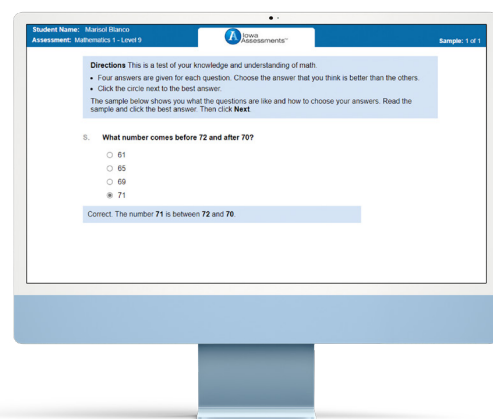 Student Name: Marisol Blanco
Assessment: Mathematics 1 - Level 9
Iowa
Assessments™
Sample: 1 of 1
Directions This is a test of your knowledge and understanding of math.
• Four answers are given for each question. Choose the answer that you think is better than the others.
• Click the circle next to the best answer.
The sample below shows you what the questions are like and how to choose your answers. Read the
sample and click the best answer. Then click Next.
S. What number comes before 72 and after 70?
61
65
69
71
Correct. The number 71 is between 72 and 70.